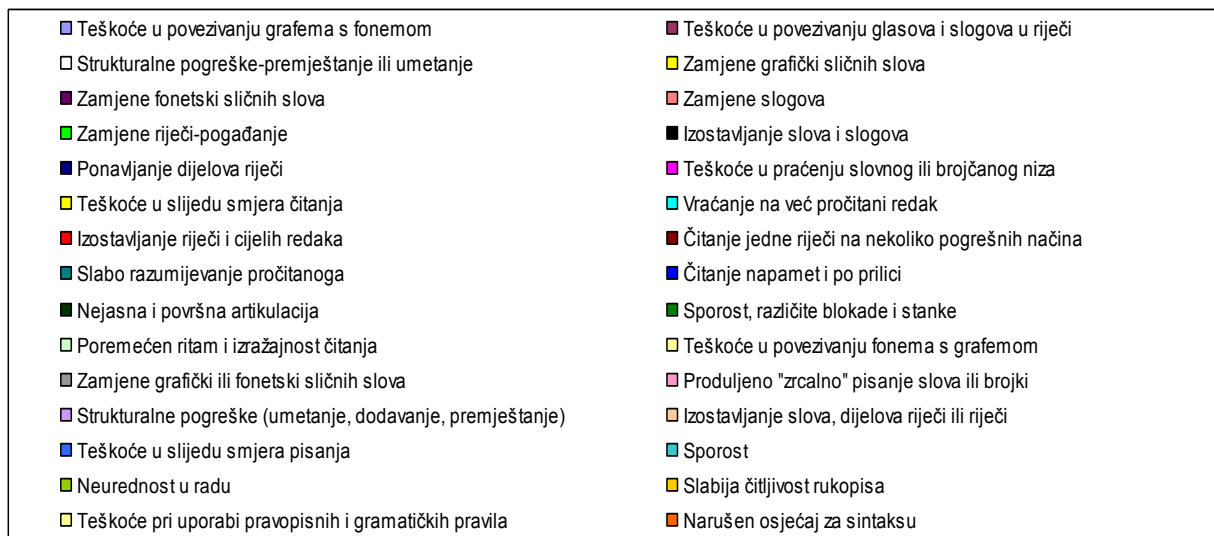 Teškoće u povezivanju grafema s fonemom
Teškoće u povezivanju glasova i slogova u riječi
Strukturalne pogreške-premještanje ili umetanje
Zamjene grafički sličnih slova
Zamjene fonetski sličnih slova
Zamjene slogova
Zamjene riječi-pogađanje
Izostavljanje slova i slogova
Ponavljanje dijelova riječi
Teškoće u praćenju slovnog ili brojčanog niza
Teškoće u slijedu smjera čitanja
Vraćanje na već pročitani redak
Izostavljanje riječi i cijelih redaka
Čitanje jedne riječi na nekoliko pogrešnih načina
Slabo razumijevanje pročitanoga
Čitanje napamet i po prilici
Nejasna i površna artikulacija
Sporost, različite blokade i stanke
Poremećen ritam i izražajnost čitanja
Teškoće u povezivanju fonema s grafemom
Zamjene grafički ili fonetski sličnih slova
Produljeno "zrcalno" pisanje slova ili brojki
Strukturalne pogreške (umetanje, dodavanje, premještanje)
Izostavljanje slova, dijelova riječi ili riječi
Teškoće u slijedu smjera pisanja
Sporost
Neurednost u radu
Slabija čitljivost rukopisa
Teškoće pri uporabi pravopisnih i gramatičkih pravila
Narušen osjećaj za sintaksu